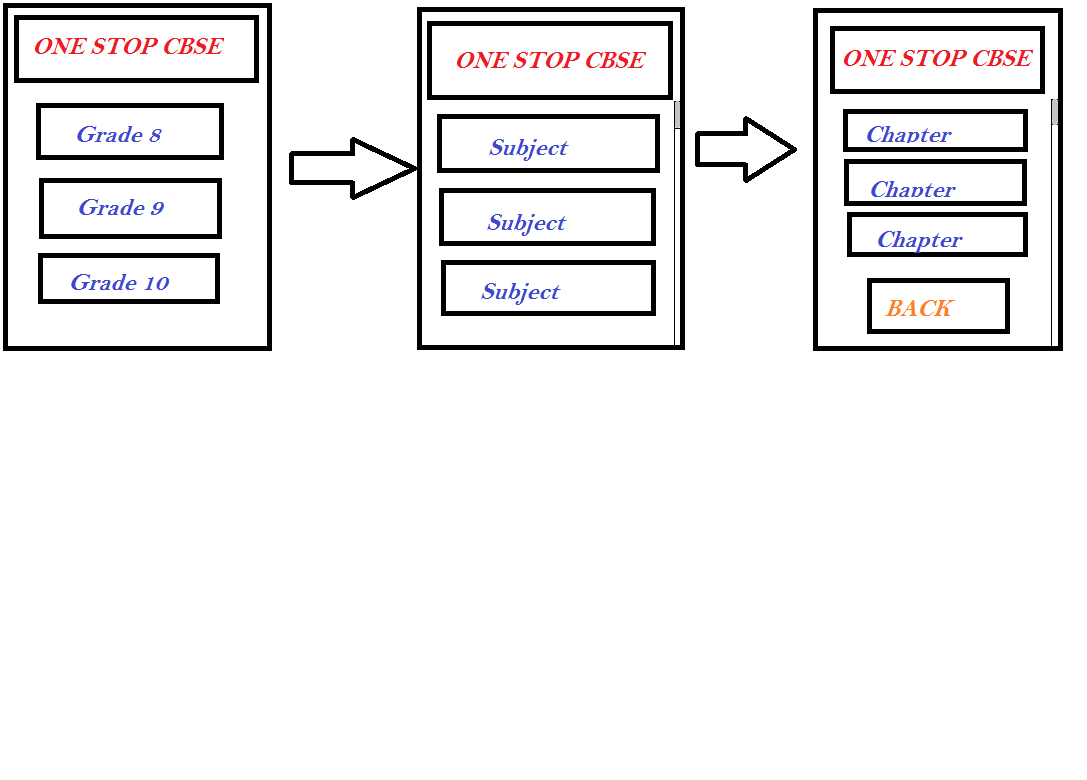 ONE STOP CBSE
Grade 8
Grade 9
Grade 10
ONE STOP CBSE
Subject
Subject
Subject
ONE STOP CBSE
Chapter
Chapter
Chapter
BACK